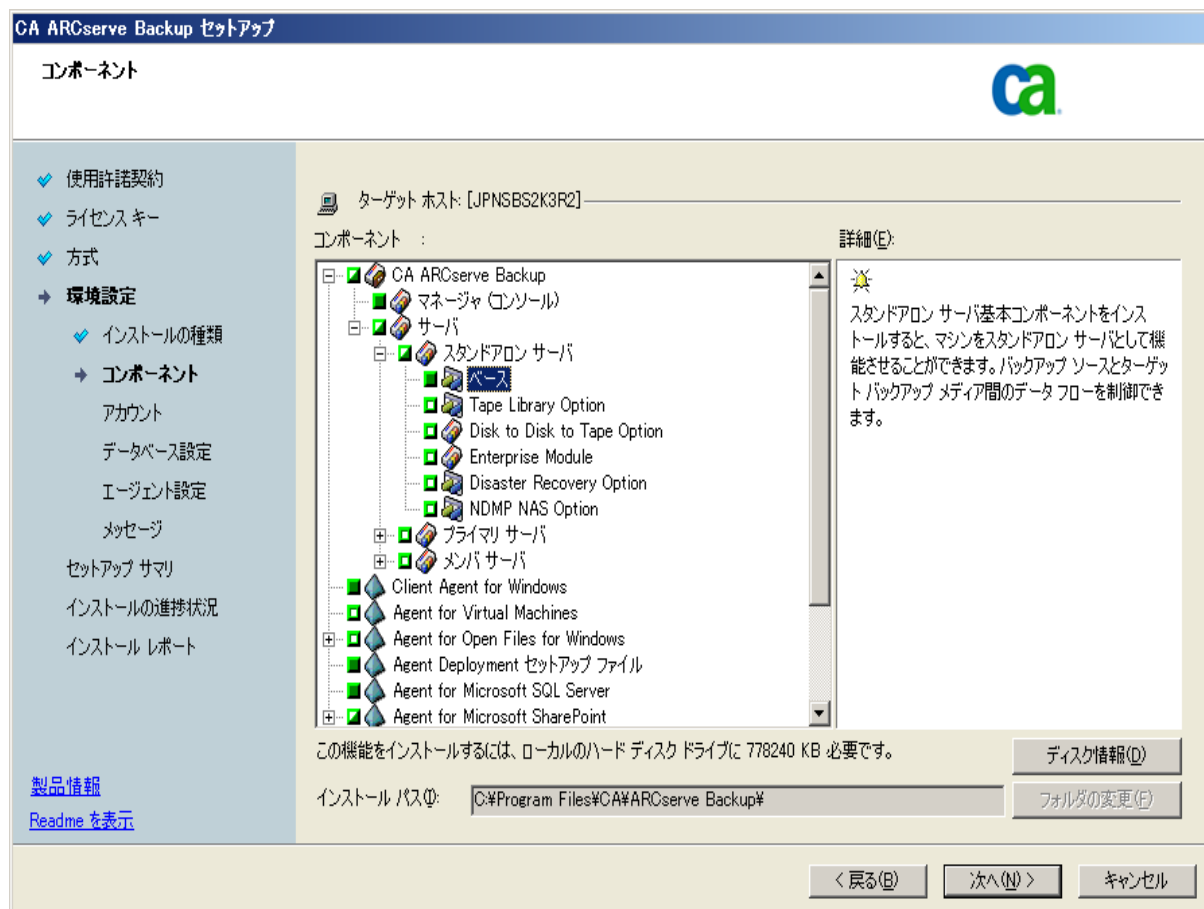 CA ARCserve Backup セットアップ
コンポーネント
ca
使用許諾契約
ライセンス キー
方式
環境設定
インストールの種類
コンポーネント
アカウント
データベース設定
エージェント設定
メッセージ
セットアップ サマリ
インストールの進捗状況
インストール レポート
製品情報
Readme を表示
ターゲット ホスト: [JPNSBS2K3R2]
コンポーネント :
CA ARCserve Backup
マネージャ (コンソール)
サーバ
スタンドアロン サーバ
ベース
Tape Library Option
Disk to Disk to Tape Option
Enterprise Module
Disaster Recovery Option
NDMP NAS Option
プライマリ サーバ
メンバ サーバ
Client Agent for Windows
Agent for Virtual Machines
Agent for Open Files for Windows
Agent Deployment セットアップ ファイル
Agent for Microsoft SQL Server
Agent for Microsoft SharePoint
詳細(E):
スタンドアロン サーバ基本コンポーネントをインス
トールすると、マシンをスタンドアロン サーバとして機
能させることができます。バックアップ ソースとターゲッ
ト バックアップ メディア間のデータ フローを制御でき
ます。
この機能をインストールするには、ローカルのハード ディスク ドライブに 778240 KB 必要です。
ディスク情報(D)
インストール パス(I):
C:¥Program Files¥CA¥ARCserve Backup¥
フォルダの変更(F)
< 戻る(B)
次へ(N) >
キャンセル